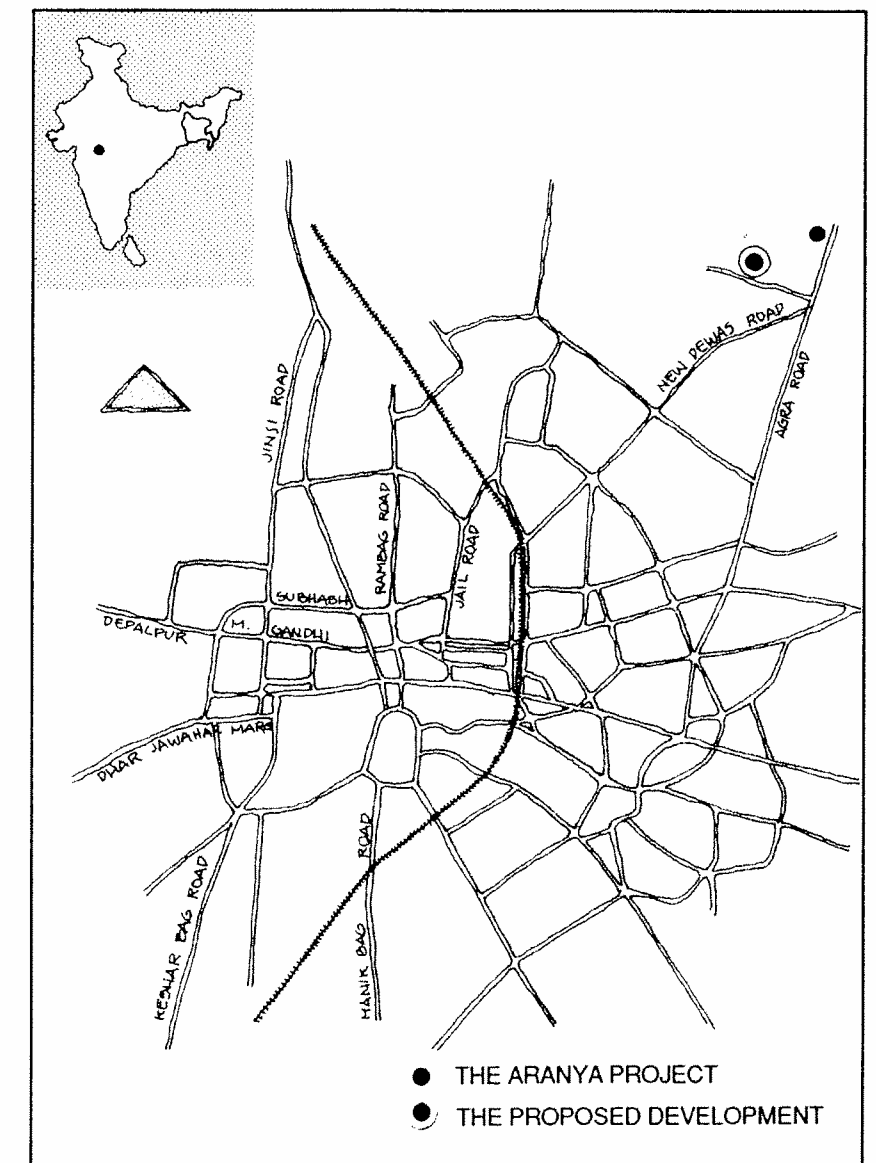 NEW DEWAS ROAD
AGRA ROAD
JINSI ROAD
RAMBAG ROAD
JAIL ROAD
SUBHABH
DEPALPUR
M. GANDHI
DHAR JAWAHAR MARG
KESHAR BAG ROAD
MANIK BAG ROAD
THE ARANYA PROJECT
THE PROPOSED DEVELOPMENT